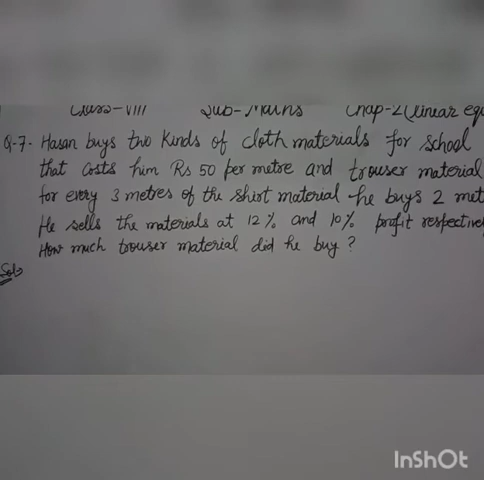 Class-VIII Sub-Maths Chap-2 (linear equ
Q-7- Hasan buys two kinds of cloth materials for school
that costs him Rs 50 per metre and trouser material
for every 3 metres of the shirt material he buys 2 met
He sells the materials at 12% and 10% profit respective
How much trouser material did he buy?
Sol:
InShOt